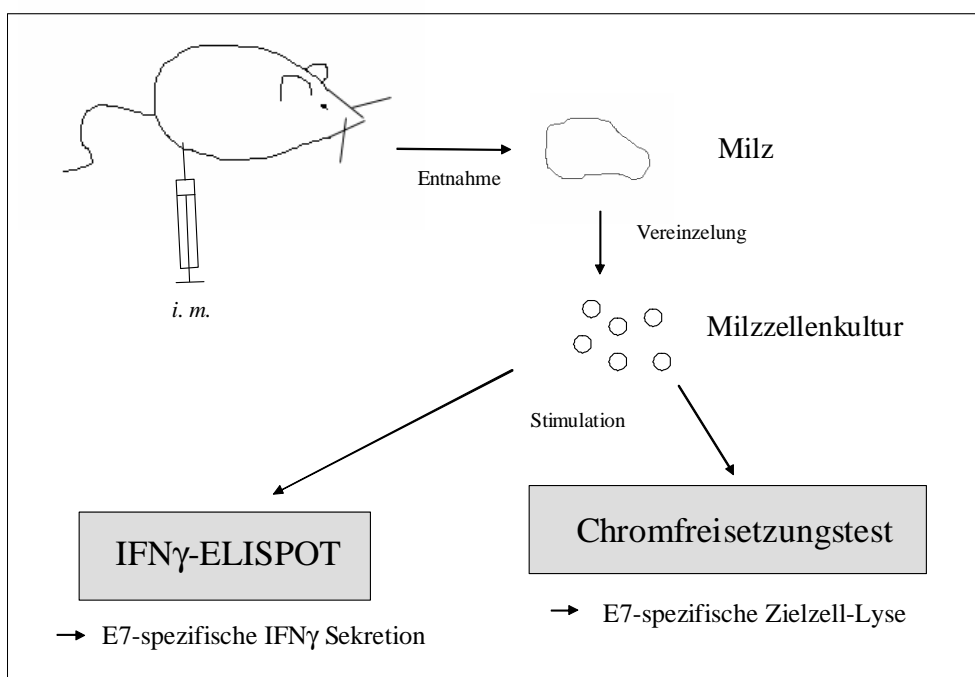 Entnahme
Milz
Vereinzelung
i. m.
Milzzellenkultur
Stimulation
IFNγ-ELISPOT
Chromfreisetzungstest
→ E7-spezifische IFNγ Sekretion
→ E7-spezifische Zielzell-Lyse